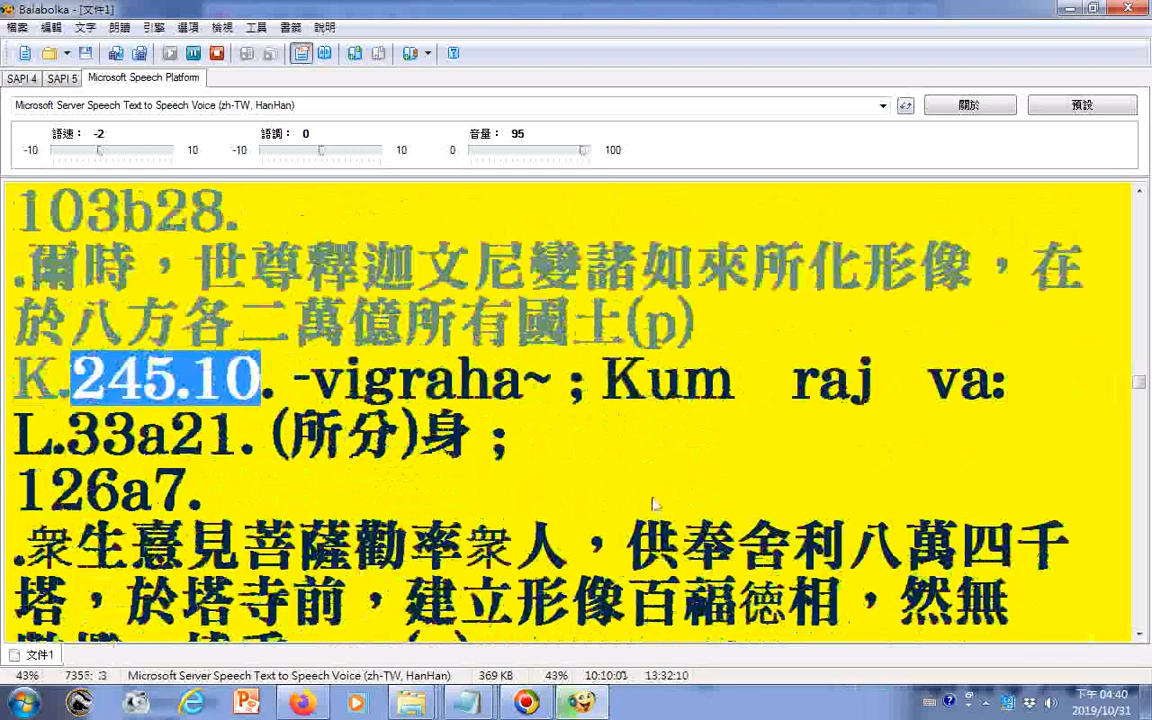 Balabolka - [文件1]
檔案 編輯 文字 朗讀 引擎 選項 檢視 工具 書籤 說明
SAPI 4 SAPI 5 Microsoft Speech Platform
Microsoft Server Speech Text to Speech Voice (zh-TW, HanHan) 關於 預設
語速： -2 語調： 0 音量： 95
-10 10 -10 10 0 100
103b28.
.爾時，世尊釋迦文尼變諸如來所化形像，在
於八方各二萬億所有國土(p)
K.245.10. -vigraha~ ; Kum raj va:
L.33a21. (所分)身；
126a7.
.衆生憙見菩薩勸率衆人，供奉舍利八萬四千
塔，於塔寺前，建立形像百福德相，然無
文件1
43% Microsoft Server Speech Text to Speech Voice (zh-TW, HanHan) 369 KB 43% 10:10:01 13:32:10
下午 04:40
2019/10/31